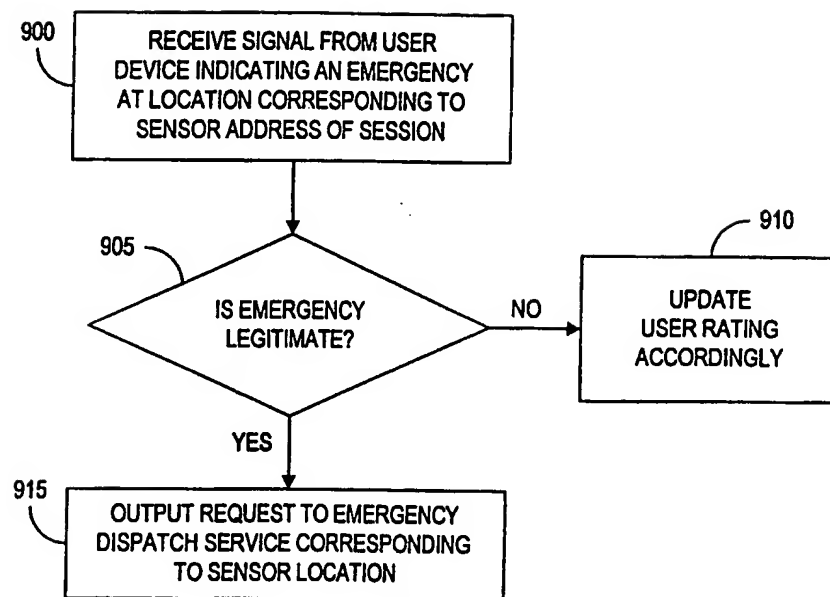 900
RECEIVE SIGNAL FROM USER
DEVICE INDICATING AN EMERGENCY
AT LOCATION CORRESPONDING TO
SENSOR ADDRESS OF SESSION
905
IS EMERGENCY
LEGITIMATE?
NO
910
UPDATE
USER RATING
ACCORDINGLY
YES
915
OUTPUT REQUEST TO EMERGENCY
DISPATCH SERVICE CORRESPONDING
TO SENSOR LOCATION